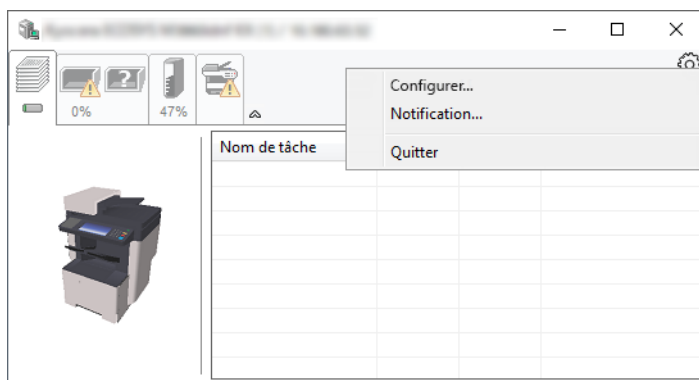 0%
47%
Configurer...
Notification...
Quitter
Nom de tâche